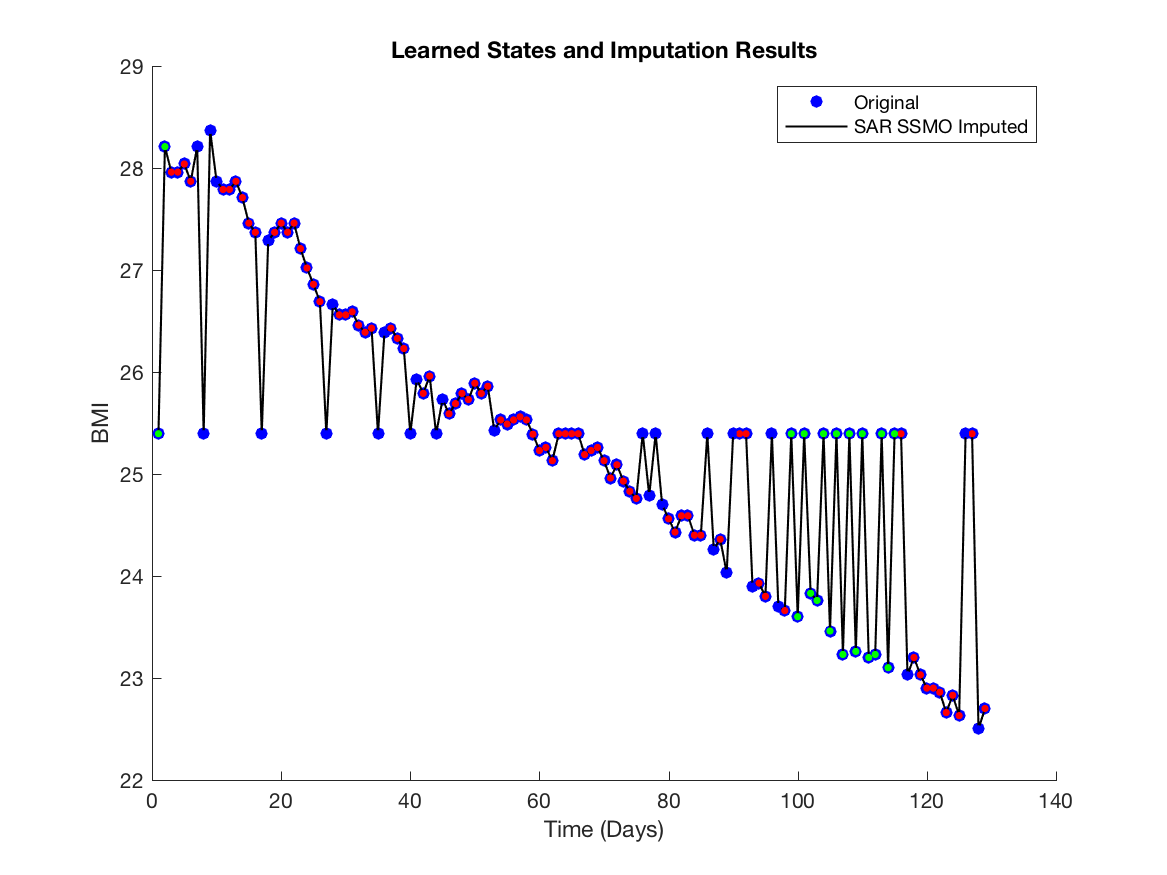 Learned States and Imputation Results
Original
SAR SSMO Imputed
BMI
29
28
27
26
25
24
23
22
0 20 40 60 80 100 120 140
Time (Days)